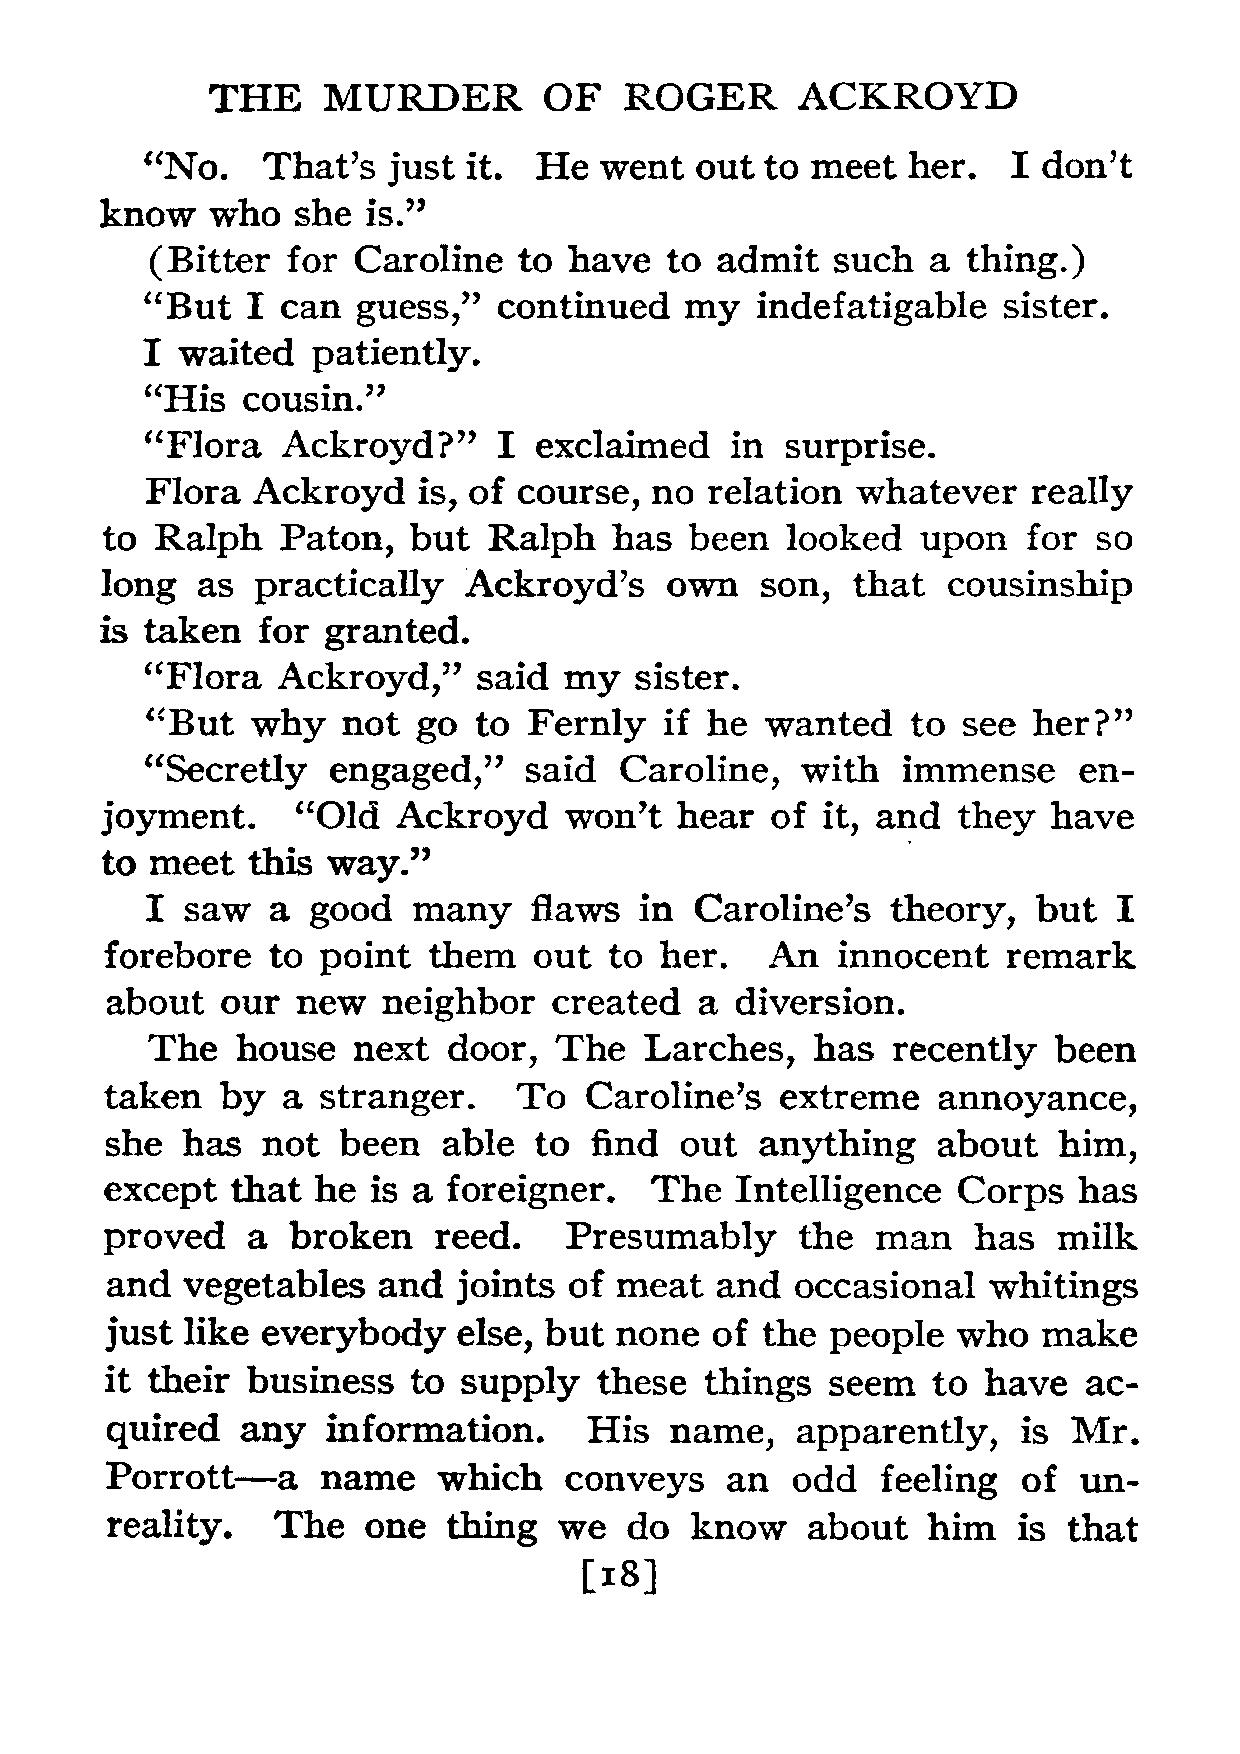 THE MURDER OF ROGER ACKROYD
“No. That’s just it. He went out to meet her. I don’t
know who she is.”
(Bitter for Caroline to have to admit such a thing.)
“But I can guess,” continued my indefatigable sister.
I waited patiently.
“His cousin.”
“Flora Ackroyd?” I exclaimed in surprise.
Flora Ackroyd is, of course, no relation whatever really
to Ralph Paton, but Ralph has been looked upon for so
long as practically Ackroyd’s own son, that cousinship
is taken for granted.
“Flora Ackroyd,” said my sister.
“But why not go to Fernly if he wanted to see her?”
“Secretly engaged,” said Caroline, with immense en-
joyment. “Old Ackroyd won’t hear of it, and they have
to meet this way.”
I saw a good many flaws in Caroline’s theory, but I
forebore to point them out to her. An innocent remark
about our new neighbor created a diversion.
The house next door, The Larches, has recently been
taken by a stranger. To Caroline’s extreme annoyance,
she has not been able to find out anything about him,
except that he is a foreigner. The Intelligence Corps has
proved a broken reed. Presumably the man has milk
and vegetables and joints of meat and occasional whitings
just like everybody else, but none of the people who make
it their business to supply these things seem to have ac-
quired any information. His name, apparently, is Mr.
Porrott—a name which conveys an odd feeling of un-
reality. The one thing we do know about him is that
[18]